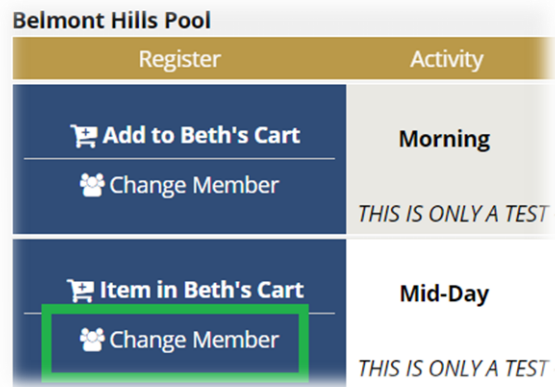 Belmont Hills Pool
Register Activity
Add to Beth's Cart
Change Member
Morning
THIS IS ONLY A TEST
Item in Beth's Cart
Change Member
Mid-Day
THIS IS ONLY A TEST